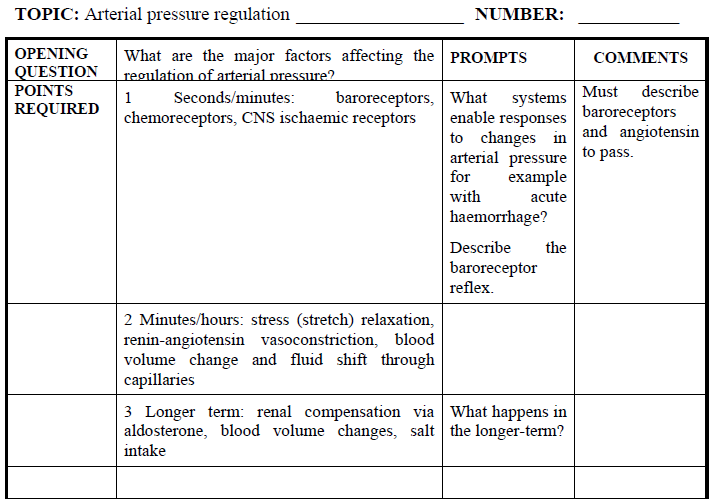 TOPIC: Arterial pressure regulation ____________________ NUMBER: ____________
OPENING QUESTION
What are the major factors affecting the
regulation of arterial pressure?
PROMPTS
COMMENTS
POINTS
REQUIRED
1 Seconds/minutes: baroreceptors,
chemoreceptors, CNS ischaemic receptors
What systems
enable responses
to changes in
arterial pressure
for example
with acute
haemorrhage?
Describe the
baroreceptor
reflex.
Must describe
baroreceptors
and angiotensin
to pass.
2 Minutes/hours: stress (stretch) relaxation,
renin-angiotensin vasoconstriction, blood
volume change and fluid shift through
capillaries
3 Longer term: renal compensation via
aldosterone, blood volume changes, salt
intake
What happens in
the longer-term?